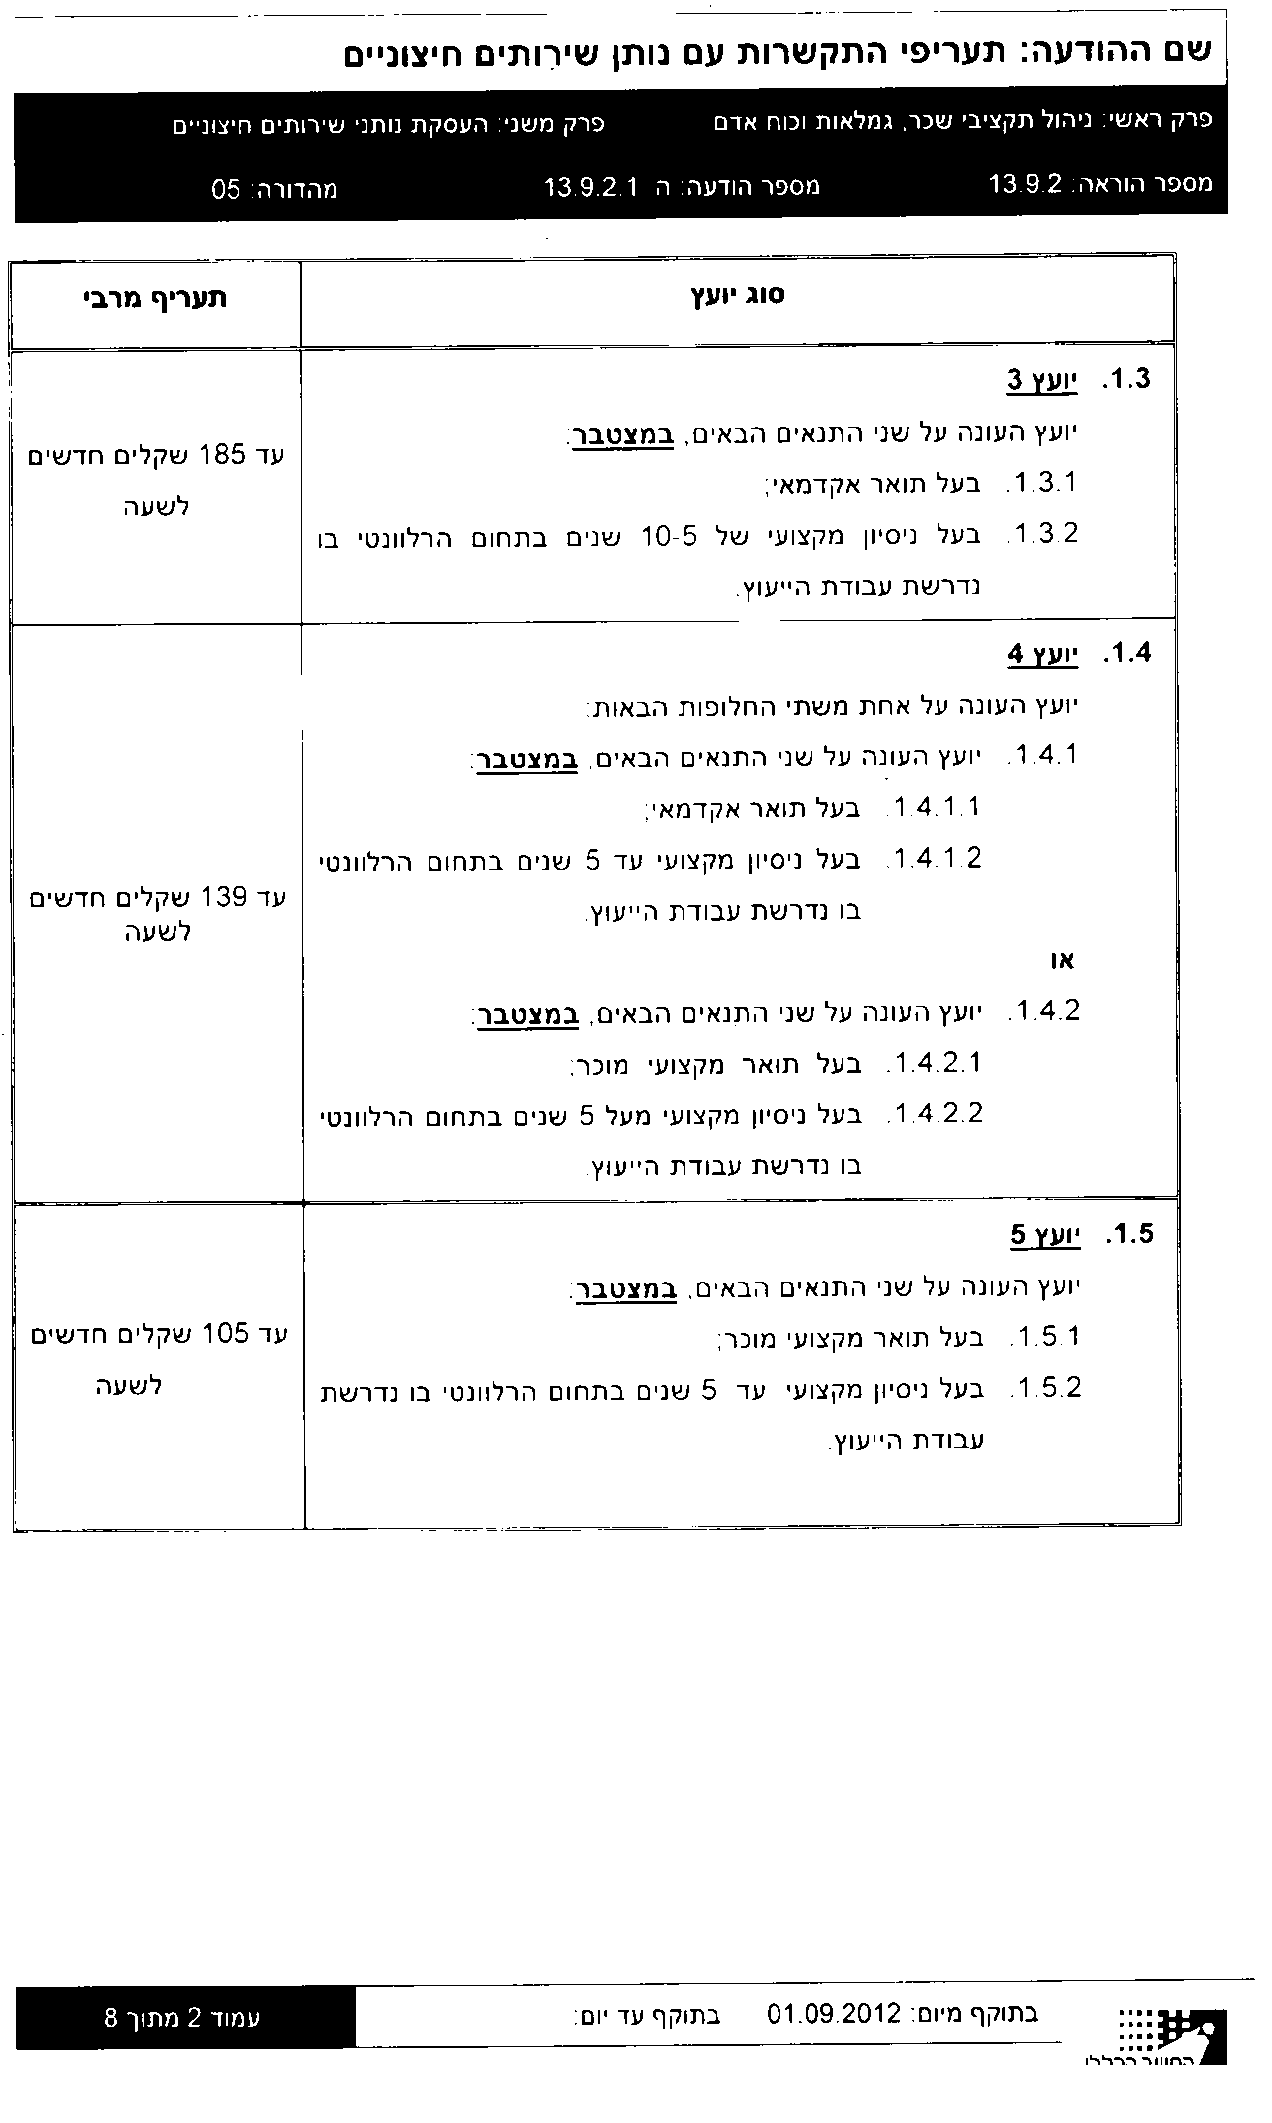 שם ההודעה: תעריפי התקשרות עם נותן שירותים חיצוניים
פרק ראשי: ניהול תקציבי שכר, גמלאות וכוח אדם פרק משני: העסקת נותני שירותים חיצוניים
מספר הוראה: 13.9.2 מספר הודעה: ה 13.9.2.1 מהדורה: 05
סוג יועץ תעריף מרבי
1.3. יועץ 3
יועץ העונה על שני התנאים הבאים, במצטבר:
1.3.1. בעל תואר אקדמאי;
1.3.2. בעל ניסיון מקצועי של 10-5 שנים בתחום הרלוונטי בו
נדרשת עבודת הייעוץ.
עד 185 שקלים חדשים
לשעה
1.4. יועץ 4
יועץ העונה על אחת משתי החלופות הבאות:
1.4.1. יועץ העונה על שני התנאים הבאים, במצטבר:
1.4.1.1. בעל תואר אקדמאי;
1.4.1.2. בעל ניסיון מקצועי עד 5 שנים בתחום הרלוונטי
בו נדרשת עבודת הייעוץ.
או
1.4.2. יועץ העונה על שני התנאים הבאים, במצטבר:
1.4.2.1. בעל תואר מקצועי מוכר;
1.4.2.2. בעל ניסיון מקצועי מעל 5 שנים בתחום הרלוונטי
בו נדרשת עבודת הייעוץ.
עד 139 שקלים חדשים
לשעה
1.5. יועץ 5
יועץ העונה על שני התנאים הבאים, במצטבר:
1.5.1. בעל תואר מקצועי מוכר;
1.5.2. בעל ניסיון מקצועי עד 5 שנים בתחום הרלוונטי בו נדרשת
עבודת הייעוץ.
עד 105 שקלים חדשים
לשעה
בתוקף מיום: 01.09.2012 בתוקף עד יום: עמוד 2 מתוך 8
החשב הכללי